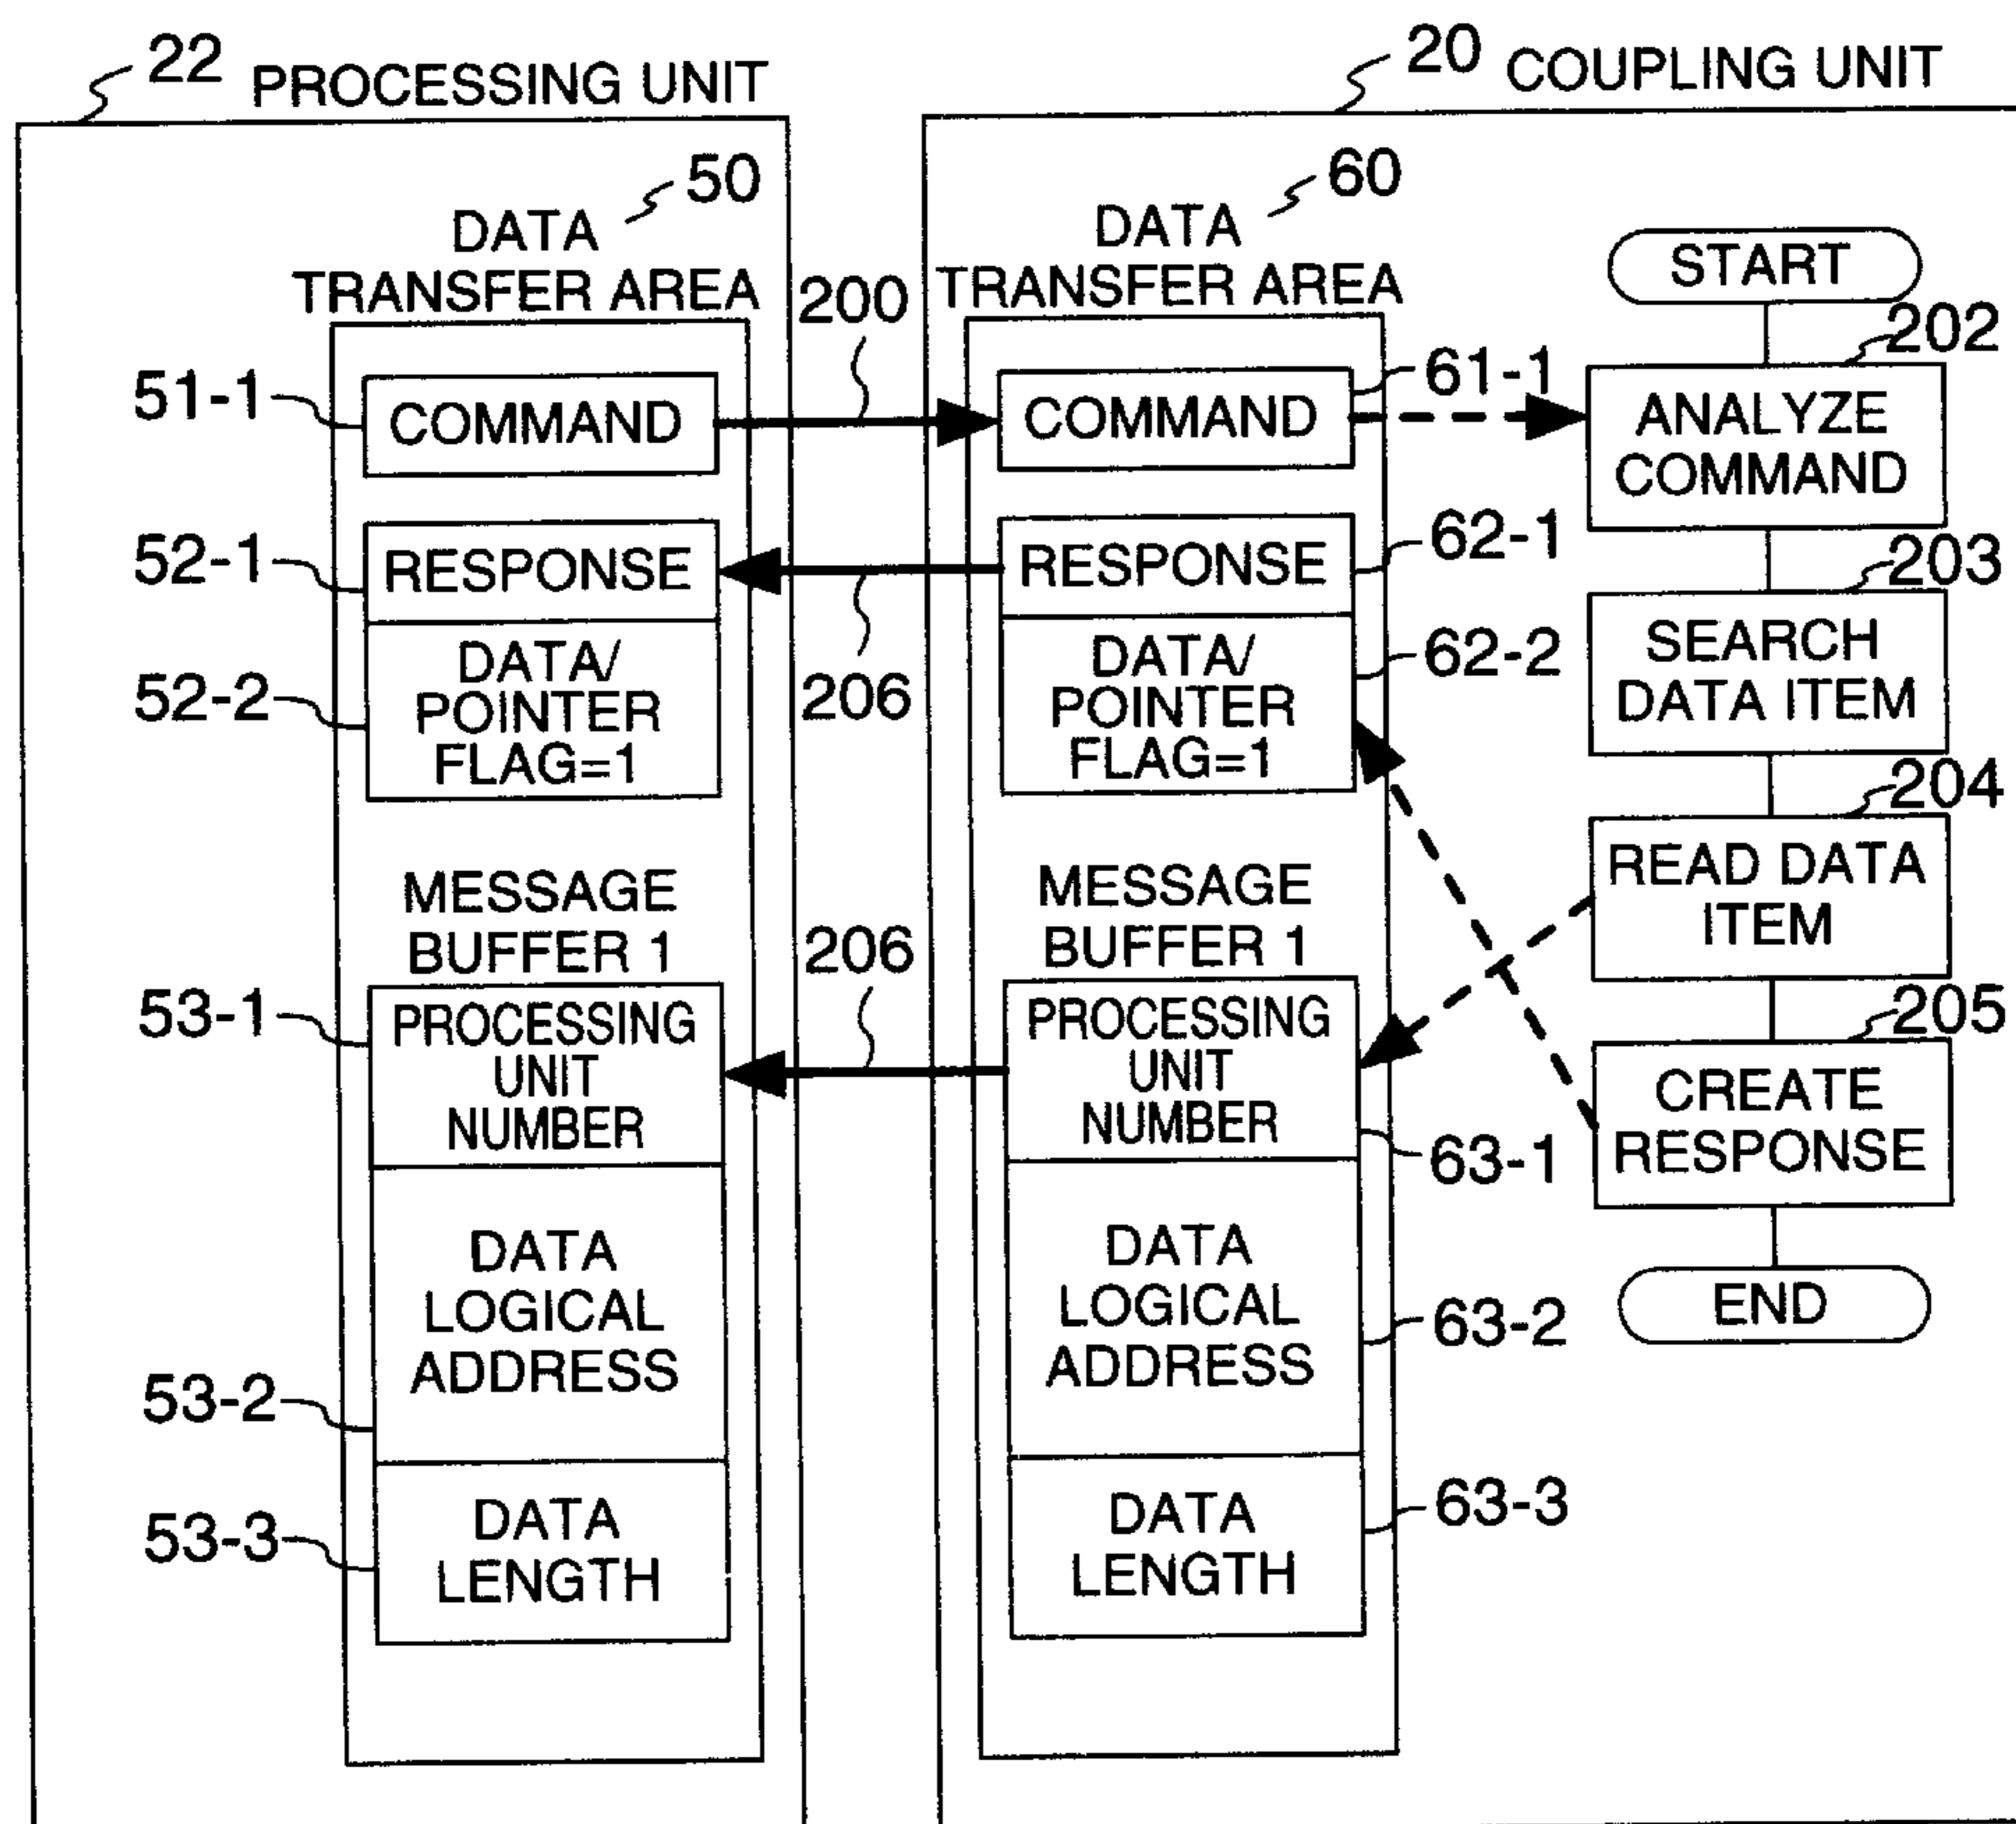 22 PROCESSING UNIT
20 COUPLING UNIT
50
DATA
TRANSFER AREA
60
DATA
TRANSFER AREA
200
51-1
COMMAND
COMMAND
61-1
52-1
RESPONSE
206
RESPONSE
62-1
52-2
DATA/
POINTER
FLAG=1
DATA/
POINTER
FLAG=1
62-2
MESSAGE
BUFFER 1
206
MESSAGE
BUFFER 1
53-1
PROCESSING
UNIT
NUMBER
PROCESSING
UNIT
NUMBER
63-1
53-2
DATA
LOGICAL
ADDRESS
DATA
LOGICAL
ADDRESS
63-2
53-3
DATA
LENGTH
DATA
LENGTH
63-3
START
202
ANALYZE
COMMAND
203
SEARCH
DATA ITEM
204
READ DATA
ITEM
205
CREATE
RESPONSE
END